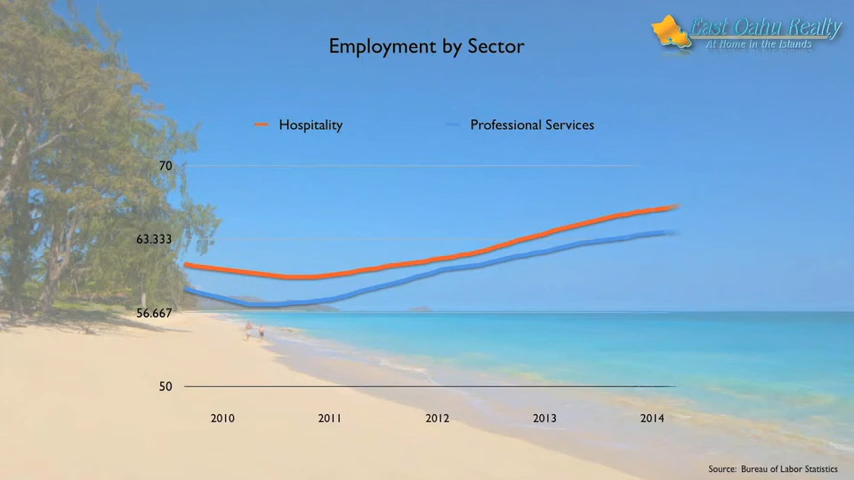 East Oahu Realty
At Home in the Islands
Employment by Sector
Hospitality
Professional Services
70
63.333
56.667
50
2010 2011 2012 2013 2014
Source: Bureau of Labor Statistics